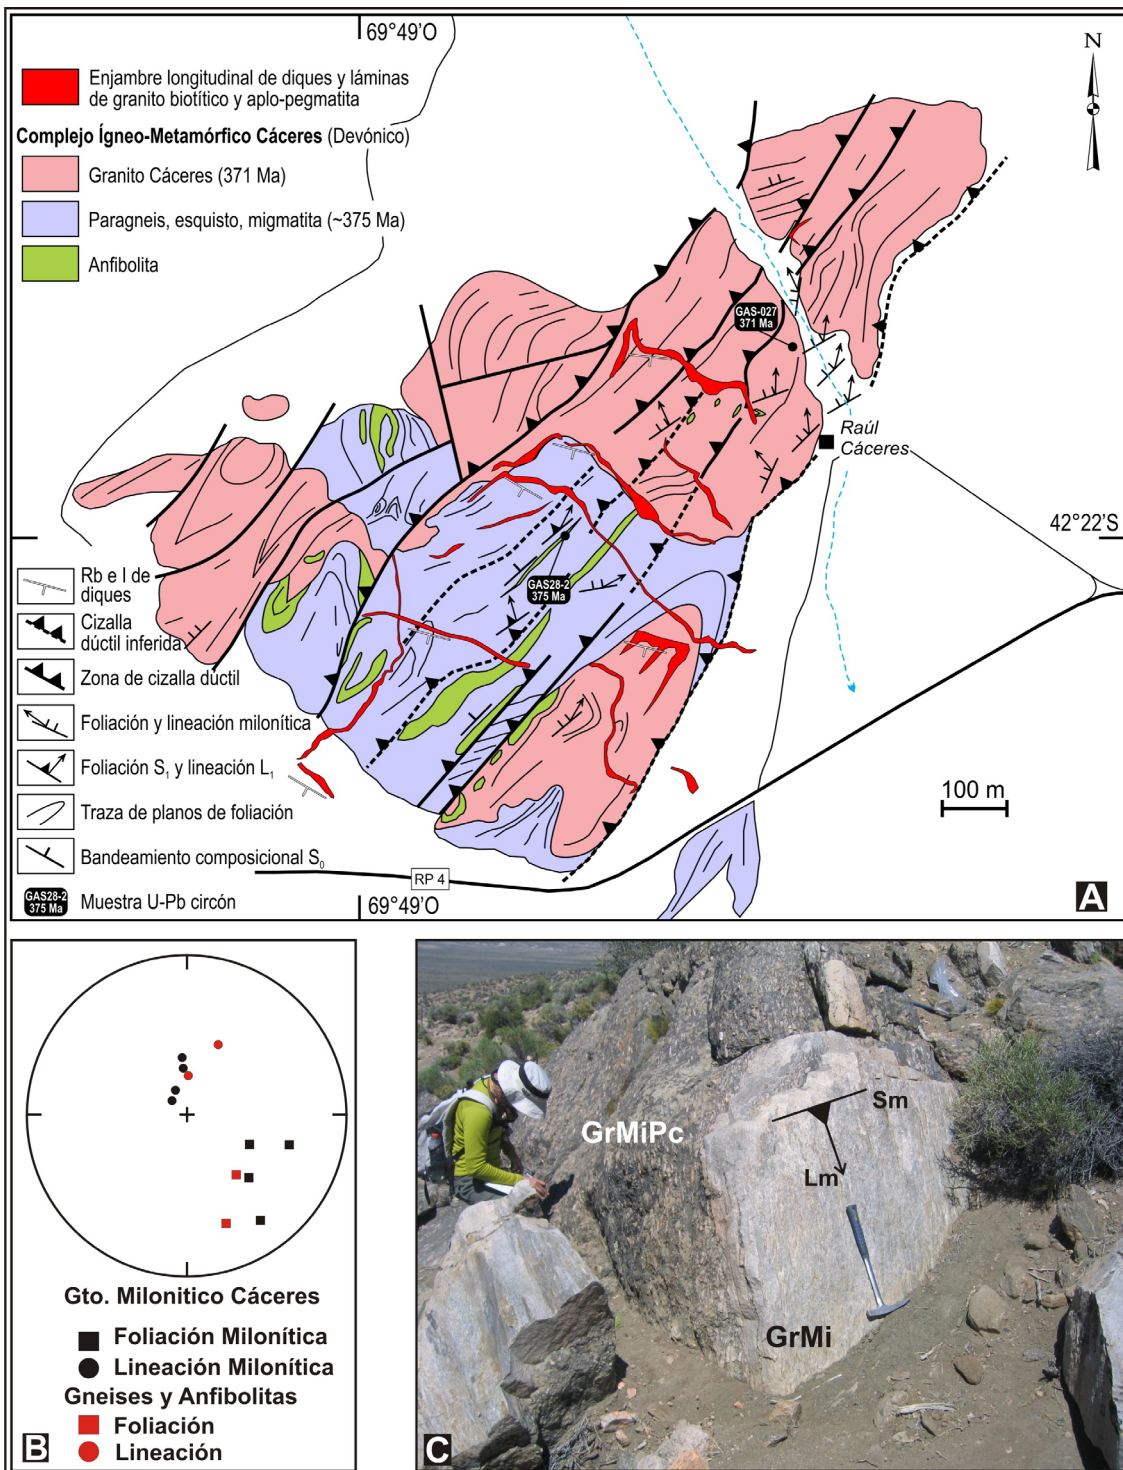 69°49'O
N
Enjambre longitudinal de diques y láminas
de granito biotítico y aplo-pegmatita
Complejo Ígneo-Metamórfico Cáceres (Devónico)
Granito Cáceres (371 Ma)
Paragneis, esquisto, migmatita (~375 Ma)
Anfibolita
GAS-027
371 Ma
Raúl
Cáceres
42°22'S
GAS28-2
375 Ma
Rb e I de
diques
Cizalla
dúctil inferida
Zona de cizalla dúctil
Foliación y lineación milonítica
Foliación S1 y lineación L1
Traza de planos de foliación
Bandeamiento composicional S0
GAS28-2
375 Ma
Muestra U-Pb circón
100 m
RP 4
69°49'O
A
Gto. Milonitico Cáceres
Foliación Milonítica
Lineación Milonítica
Gneises y Anfibolitas
Foliación
Lineación
B
Sm
GrMiPc
Lm
GrMi
C